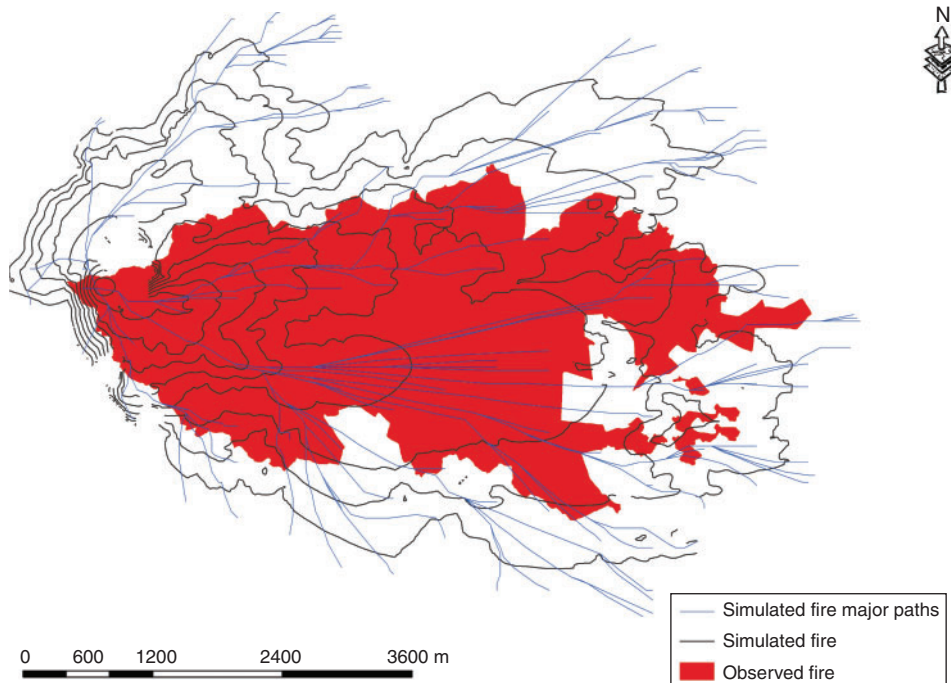 N
Simulated fire major paths
0 600 1200 2400 3600 m
Simulated fire
Observed fire